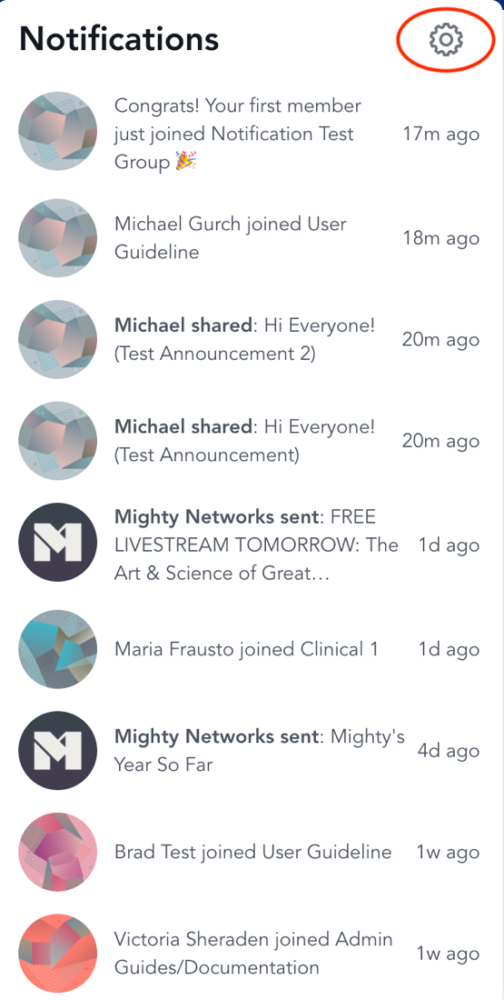 Notifications
Congrats! Your first member
just joined Notification Test
Group 🎉
17m ago
Michael Gurch joined User
Guideline
18m ago
Michael shared: Hi Everyone!
(Test Announcement 2)
20m ago
Michael shared: Hi Everyone!
(Test Announcement)
20m ago
Mighty Networks sent: FREE
LIVESTREAM TOMORROW: The
Art & Science of Great…
1d ago
Maria Frausto joined Clinical 1
1d ago
Mighty Networks sent: Mighty's
Year So Far
4d ago
Brad Test joined User Guideline
1w ago
Victoria Sheraden joined Admin
Guides/Documentation
1w ago